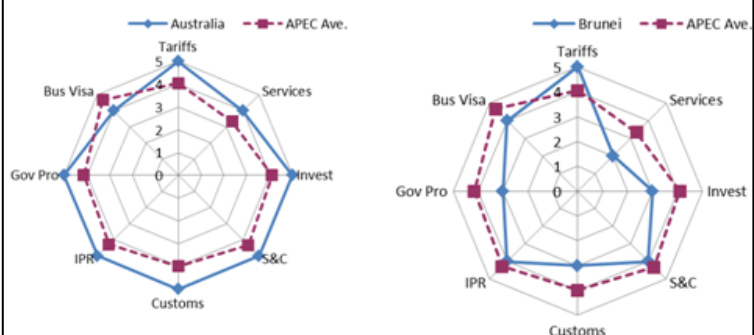 Australia APEC Ave.
Tariffs
5
4
3
2
1
0
Services
Invest
S&C
Customs
IPR
Gov Pro
Bus Visa
Brunei APEC Ave.
Tariffs
5
4
3
2
1
0
Services
Invest
S&C
Customs
IPR
Gov Pro
Bus Visa